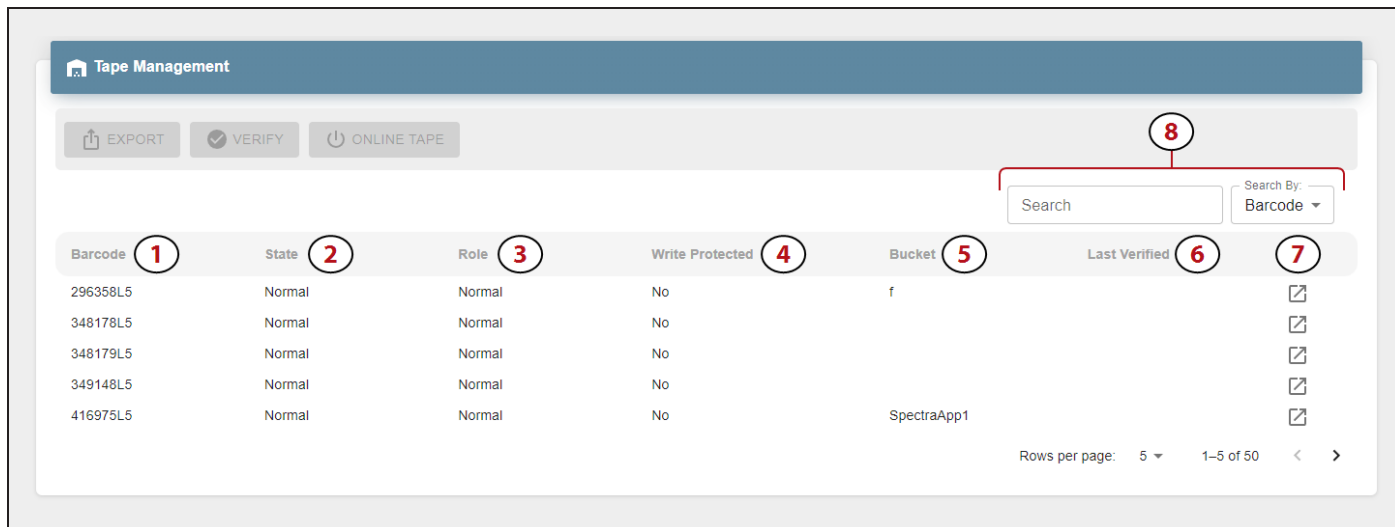 Tape Management
EXPORT VERIFY ONLINE TAPE
8
Search Search By: Barcode
Barcode 1 State 2 Role 3 Write Protected 4 Bucket 5 Last Verified 6 7
296358L5 Normal Normal No f
348178L5 Normal Normal No
348179L5 Normal Normal No
349148L5 Normal Normal No
416975L5 Normal Normal No SpectraApp1
Rows per page: 5 1–5 of 50